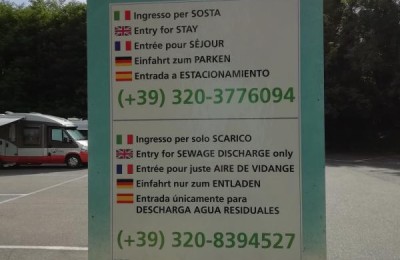 Ingresso per SOSTA
Entry for STAY
Entrée pour SÉJOUR
Einfahrt zum PARKEN
Entrada a ESTACIONAMIENTO
(+39) 320-3776094
Ingresso per solo SCARICO
Entry for SEWAGE DISCHARGE only
Entrée pour juste AIRE DE VIDANGE
Einfahrt nur zum ENTLADEN
Entrada únicamente para
DESCHARGA AGUA RESIDUALES
(+39) 320-8394527